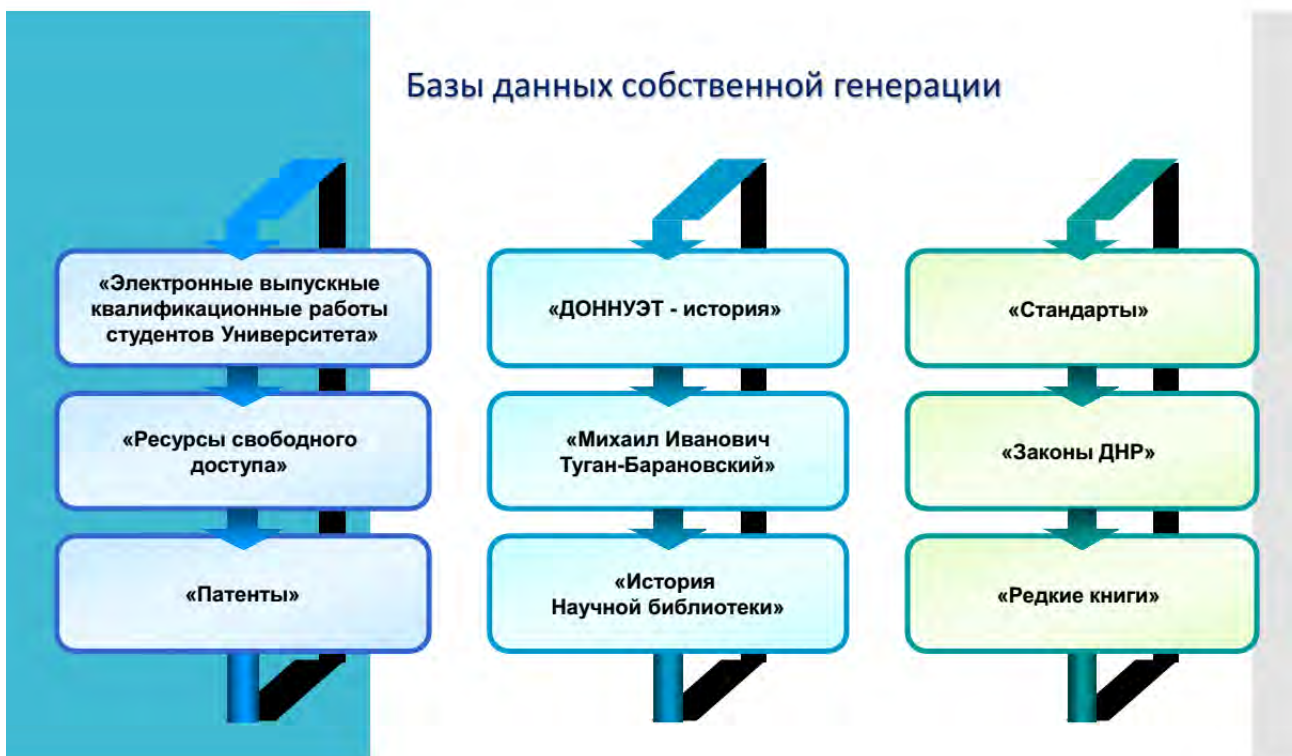 Базы данных собственной генерации
«Электронные выпускные
квалификационные работы
студентов Университета»
«Ресурсы свободного
доступа»
«Патенты»
«ДОННУЭТ - история»
«Михаил Иванович
Туган-Барановский»
«История
Научной библиотеки»
«Стандарты»
«Законы ДНР»
«Редкие книги»